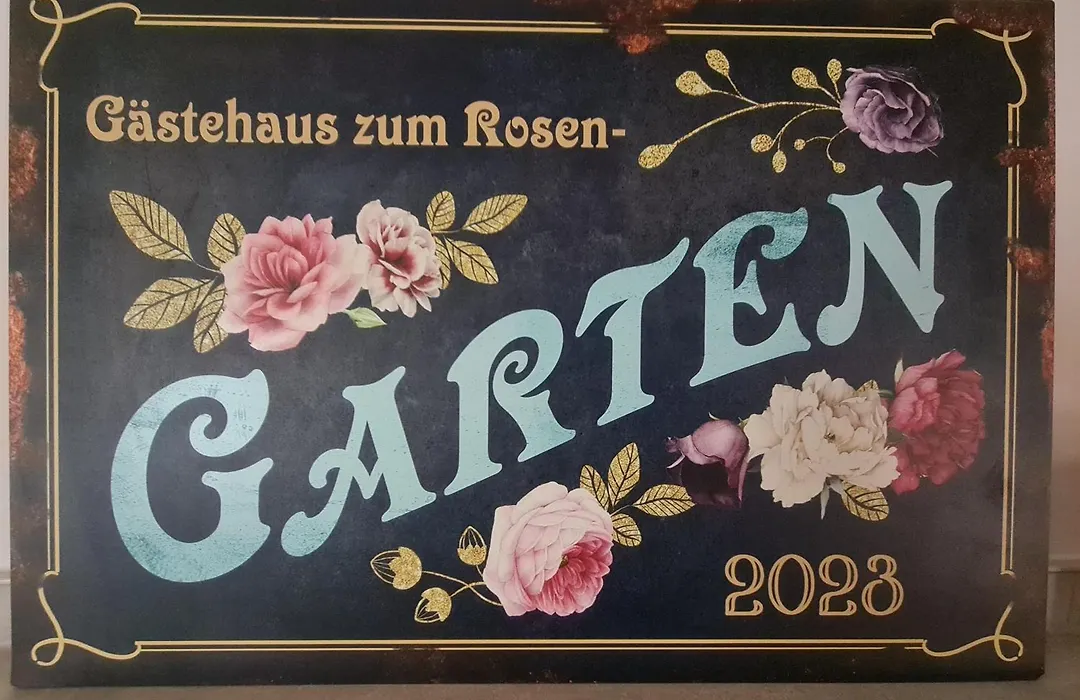 Gästehaus zum Rosen-
GARTEN
2023